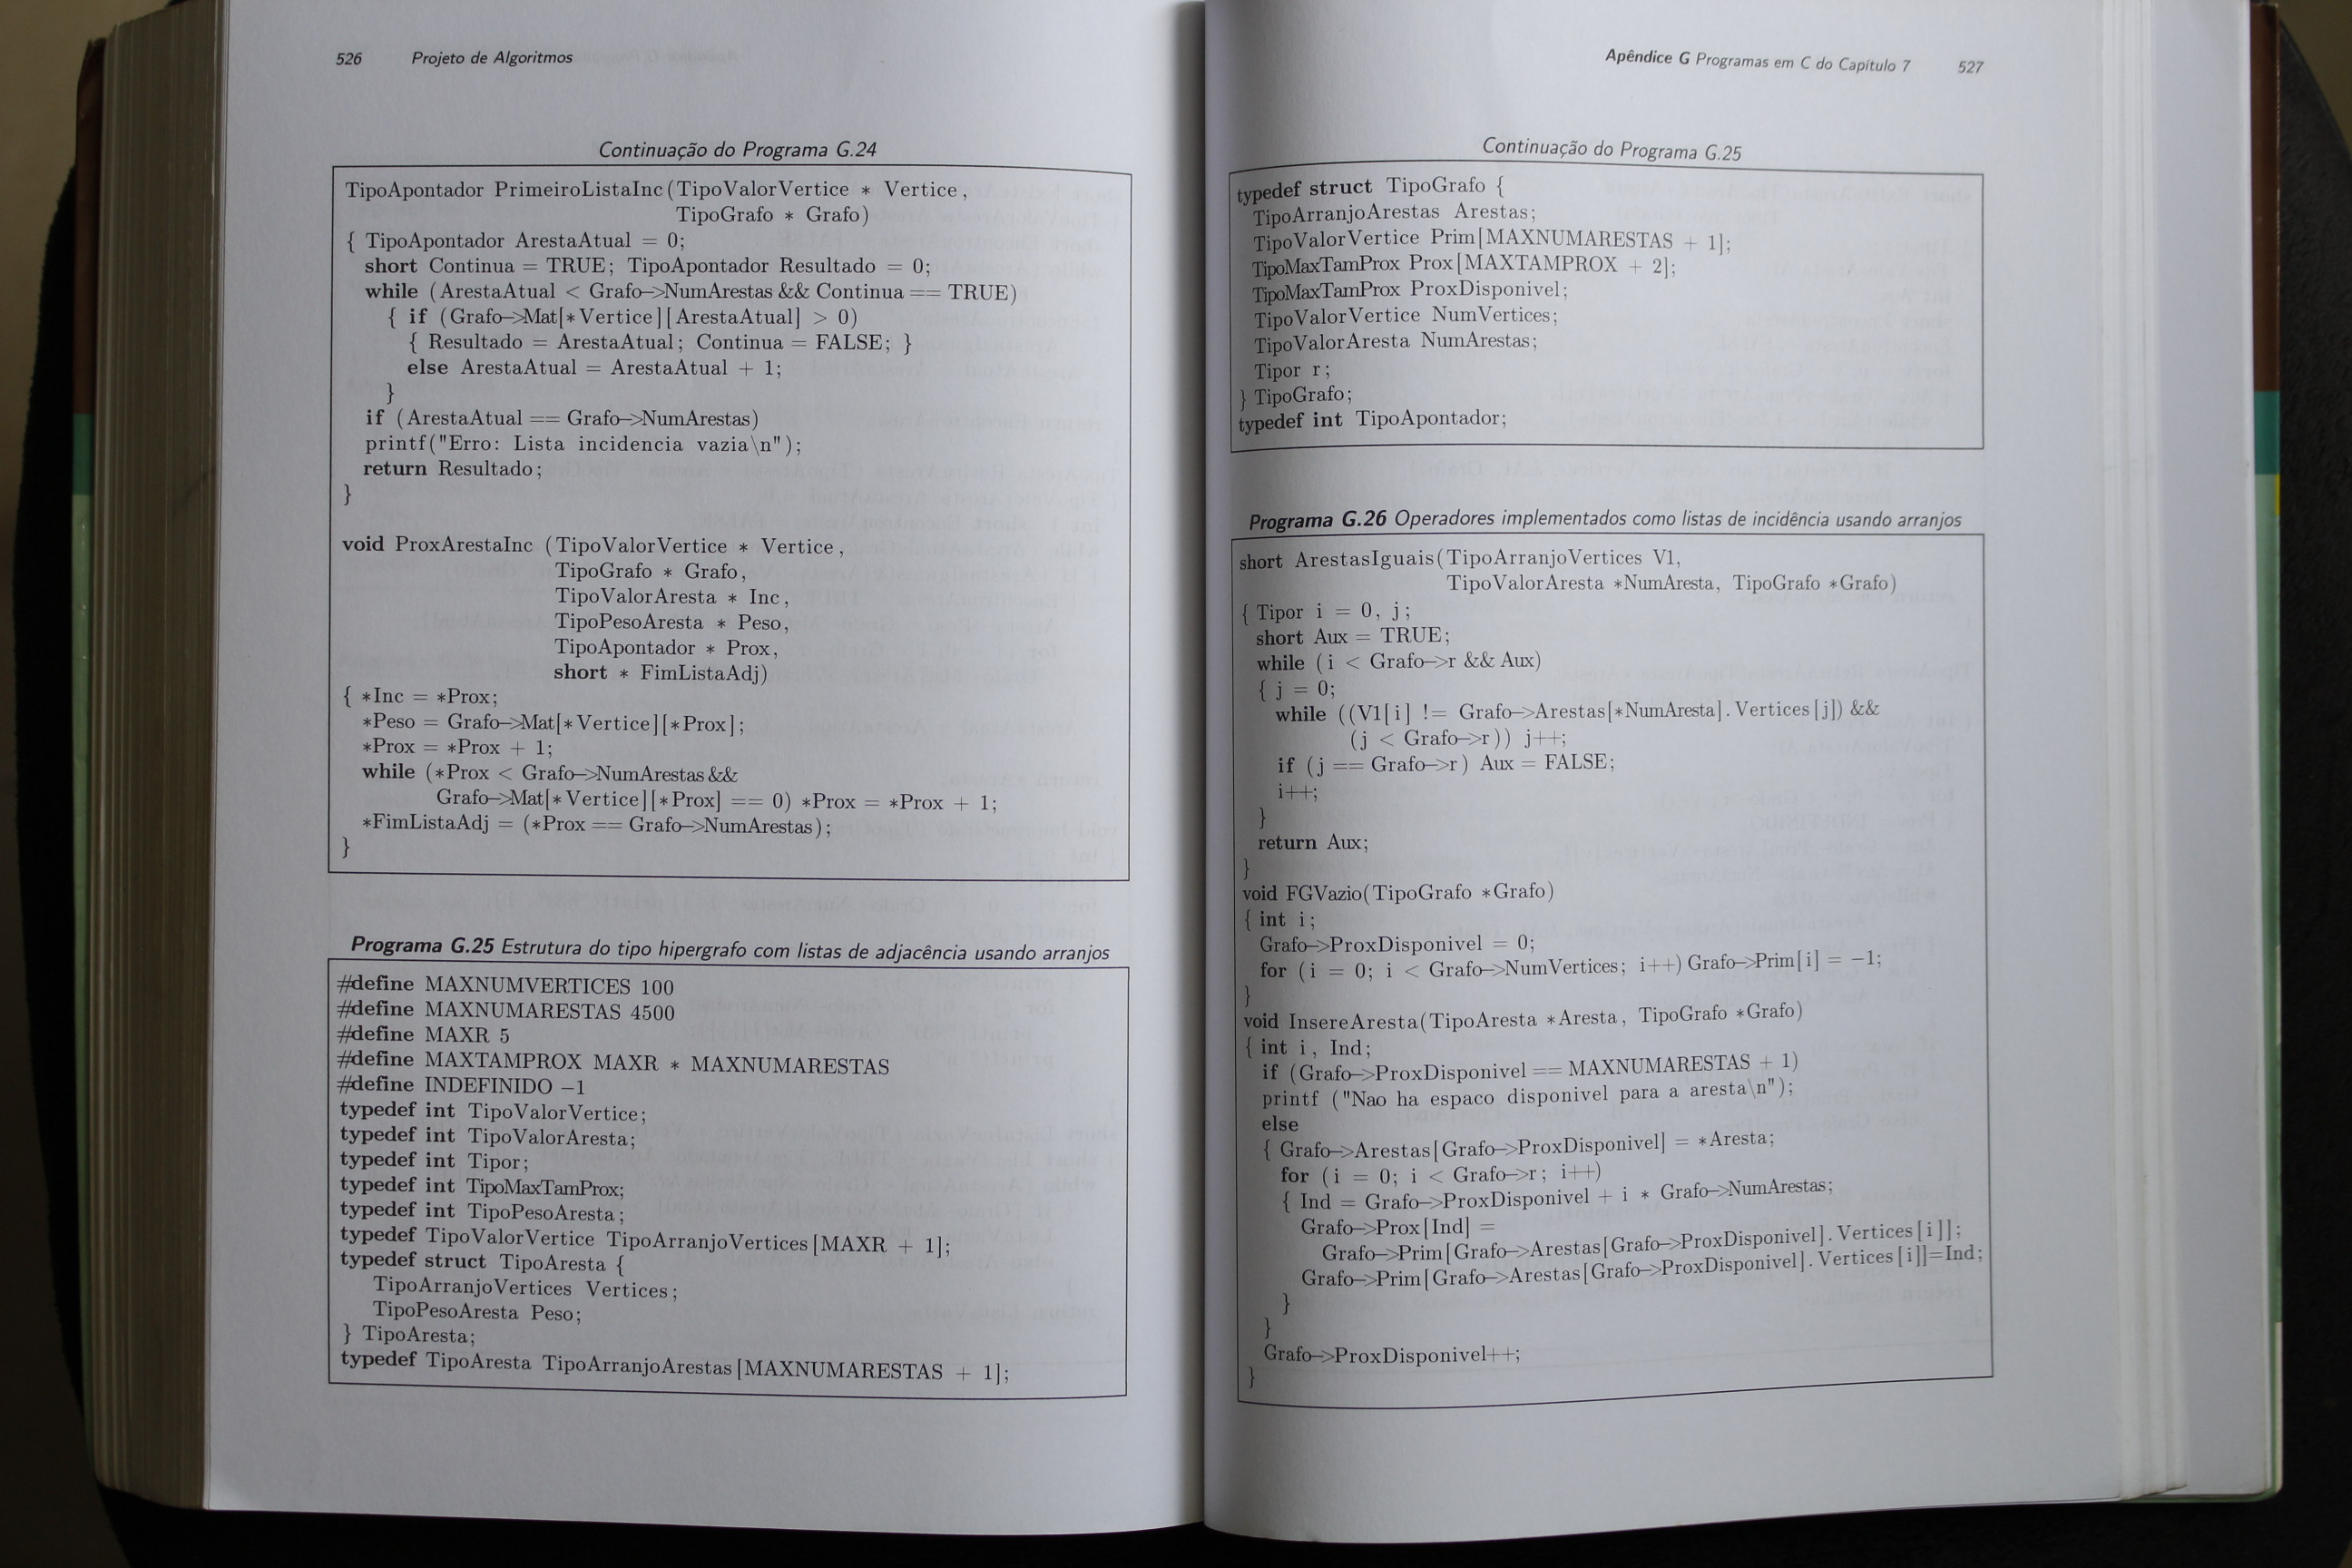 526 Projeto de Algoritmos
Continuação do Programa G.24
TipoApontador PrimeiroListaInc(TipoValorVertice * Vertice,
TipoGrafo * Grafo)
{ TipoApontador ArestaAtual = 0;
short Continua = TRUE; TipoApontador Resultado = 0;
while (ArestaAtual < Grafo->NumArestas && Continua == TRUE)
{ if (Grafo->Mat[*Vertice][ArestaAtual] > 0)
{ Resultado = ArestaAtual; Continua = FALSE; }
else ArestaAtual = ArestaAtual + 1;
}
if (ArestaAtual == Grafo->NumArestas)
printf("Erro: Lista incidencia vazia\n");
return Resultado;
}
void ProxArestaInc (TipoValorVertice * Vertice,
TipoGrafo * Grafo,
TipoValorAresta * Inc,
TipoPesoAresta * Peso,
TipoApontador * Prox,
short * FimListaAdj)
{ *Inc = *Prox;
*Peso = Grafo->Mat[*Vertice][*Prox];
*Prox = *Prox + 1;
while (*Prox < Grafo->NumArestas &&
Grafo->Mat[*Vertice][*Prox] == 0) *Prox = *Prox + 1;
*FimListaAdj = (*Prox == Grafo->NumArestas);
}
Programa G.25 Estrutura do tipo hipergrafo com listas de adjacência usando arranjos
#define MAXNUMVERTICES 100
#define MAXNUMARESTAS 4500
#define MAXR 5
#define MAXTAMPROX MAXR * MAXNUMARESTAS
#define INDEFINIDO -1
typedef int TipoValorVertice;
typedef int TipoValorAresta;
typedef int Tipor;
typedef int TipoMaxTamProx;
typedef int TipoPesoAresta;
typedef TipoValorVertice TipoArranjoVertices[MAXR + 1];
typedef struct TipoAresta {
TipoArranjoVertices Vertices;
TipoPesoAresta Peso;
} TipoAresta;
typedef TipoAresta TipoArranjoArestas[MAXNUMARESTAS + 1];
Apêndice G Programas em C do Capítulo 7 527
Continuação do Programa G.25
typedef struct TipoGrafo {
TipoArranjoArestas Arestas;
TipoValorVertice Prim[MAXNUMARESTAS + 1];
TipoMaxTamProx Prox[MAXTAMPROX + 2];
TipoMaxTamProx ProxDisponivel;
TipoValorVertice NumVertices;
TipoValorAresta NumArestas;
Tipor r;
} TipoGrafo;
typedef int TipoApontador;
Programa G.26 Operadores implementados como listas de incidência usando arranjos
short ArestasIguais(TipoArranjoVertices V1,
TipoValorAresta *NumAresta, TipoGrafo *Grafo)
{ Tipor i = 0, j;
short Aux = TRUE;
while (i < Grafo->r && Aux)
{ j = 0;
while ((V1[i] != Grafo->Arestas[*NumAresta].Vertices[j]) &&
(j < Grafo->r)) j++;
if (j == Grafo->r) Aux = FALSE;
i++;
}
return Aux;
}
void FGVazio(TipoGrafo *Grafo)
{ int i;
Grafo->ProxDisponivel = 0;
for (i = 0; i < Grafo->NumVertices; i++) Grafo->Prim[i] = -1;
}
void InsereAresta(TipoAresta *Aresta, TipoGrafo *Grafo)
{ int i, Ind;
if (Grafo->ProxDisponivel == MAXNUMARESTAS + 1)
printf ("Nao ha espaco disponivel para a aresta\n");
else
{ Grafo->Arestas[Grafo->ProxDisponivel] = *Aresta;
for (i = 0; i < Grafo->r; i++)
{ Ind = Grafo->ProxDisponivel + i * Grafo->NumArestas;
Grafo->Prox[Ind] =
Grafo->Prim[Grafo->Arestas[Grafo->ProxDisponivel].Vertices[i]];
Grafo->Prim[Grafo->Arestas[Grafo->ProxDisponivel].Vertices[i]]=Ind;
}
}
Grafo->ProxDisponivel++;
}